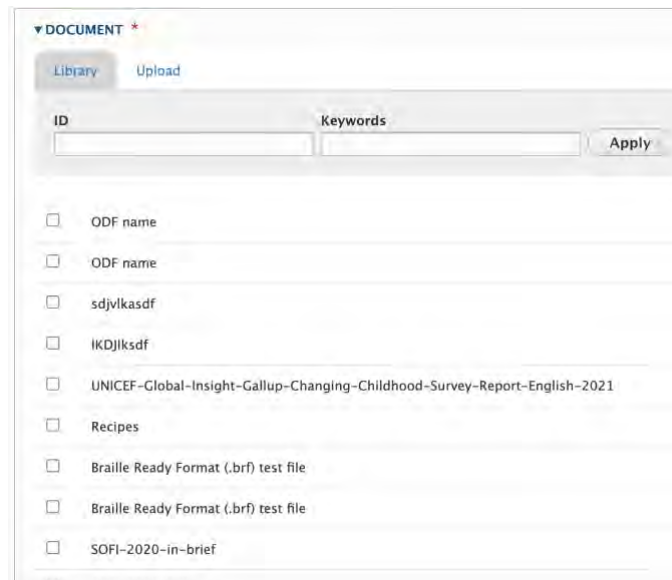 ▼DOCUMENT *
Library Upload
ID Keywords
Apply
ODF name
ODF name
sdjvlkasdf
IKDJlksdf
UNICEF-Global-Insight-Gallup-Changing-Childhood-Survey-Report-English-2021
Recipes
Braille Ready Format (.brf) test file
Braille Ready Format (.brf) test file
SOFI-2020-in-brief